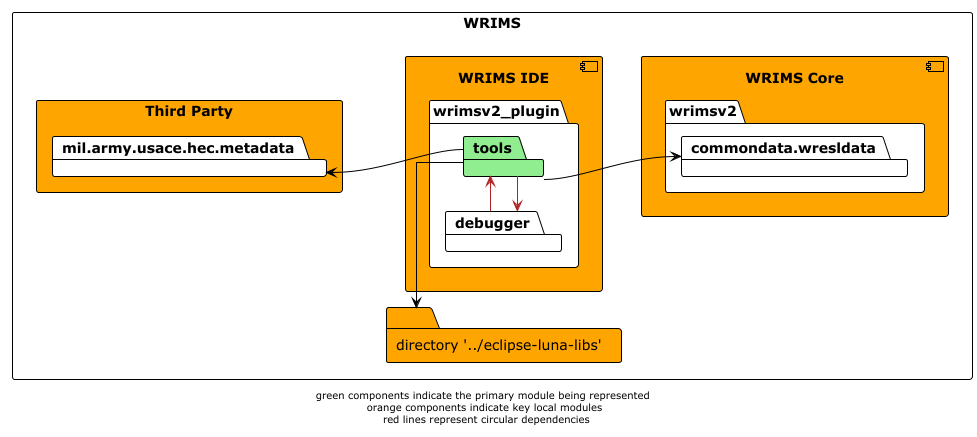 WRIMS
WRIMS IDE
WRIMS Core
Third Party
wrimsv2_plugin
wrimsv2
mil.army.usace.hec.metadata
tools
commondata.wresldata
debugger
directory '../eclipse-luna-libs'
green components indicate the primary module being represented
orange components indicate key local modules
red lines represent circular dependencies